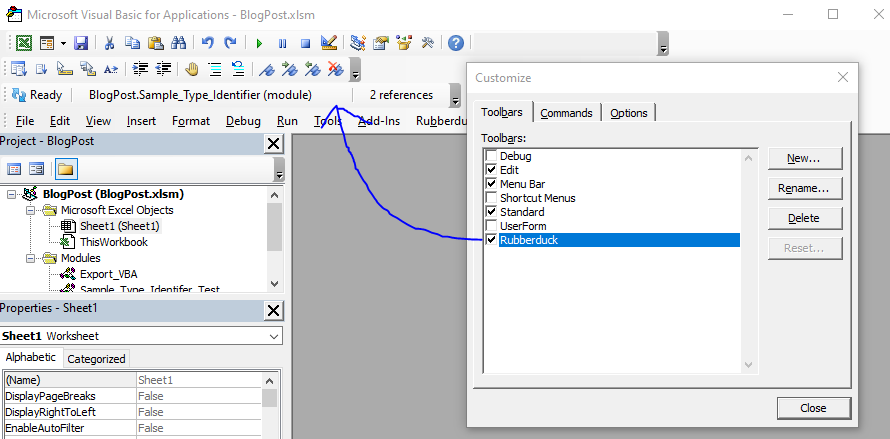 Microsoft Visual Basic for Applications - BlogPost.xlsm
Ready BlogPost.Sample_Type_Identifier (module) 2 references
File Edit View Insert Format Debug Run Tools Add-Ins Rubberdu
Project - BlogPost
BlogPost (BlogPost.xlsm)
Microsoft Excel Objects
Sheet1 (Sheet1)
ThisWorkbook
Modules
Export_VBA
Sample_Type_Identifer_Test
Properties - Sheet1
Sheet1 Worksheet
Alphabetic Categorized
(Name) Sheet1
DisplayPageBreaks False
DisplayRightToLeft False
EnableAutoFilter False
Customize
Toolbars Commands Options
Toolbars:
Debug
Edit
Menu Bar
Shortcut Menus
Standard
UserForm
Rubberduck
New...
Rename...
Delete
Reset...
Close